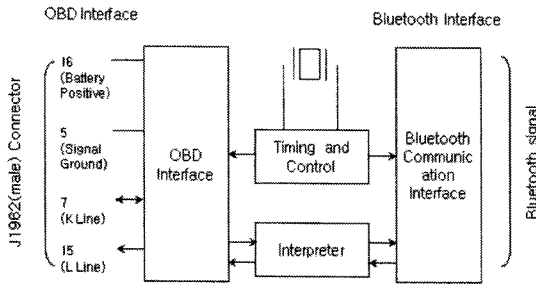 OBD Interface
Bluetooth Interface
J1962(male) Connector
16
(Battery
Positive)
5
(Signal
Ground)
7
(K Line)
15
(L Line)
OBD
Interface
Timing and
Control
Interpreter
Bluetooth
Communic
ation
Interface
Bluetooth signal